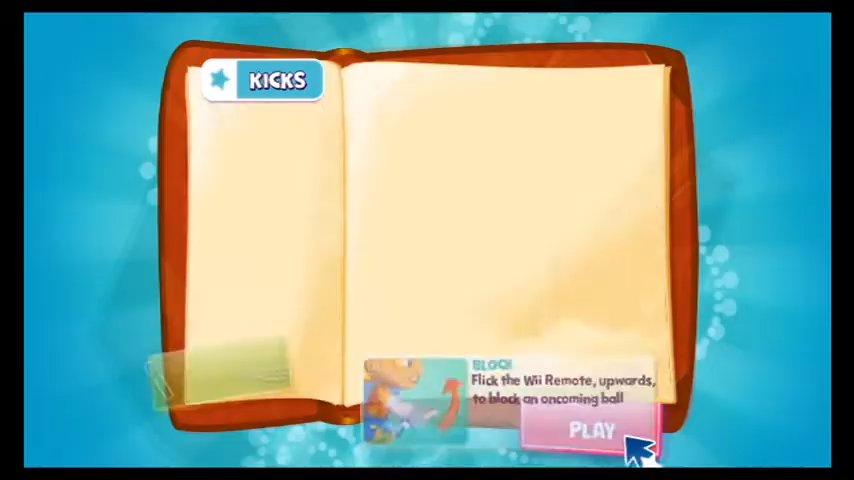 KICKS
BLOCK
Flick the Wii Remote, upwards,
to block an oncoming ball
PLAY